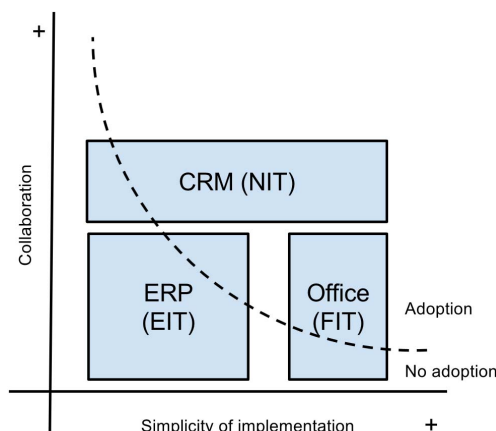 +
Collaboration
CRM (NIT)
ERP
(EIT)
Office
(FIT)
Adoption
No adoption
Simplicity of implementation
+